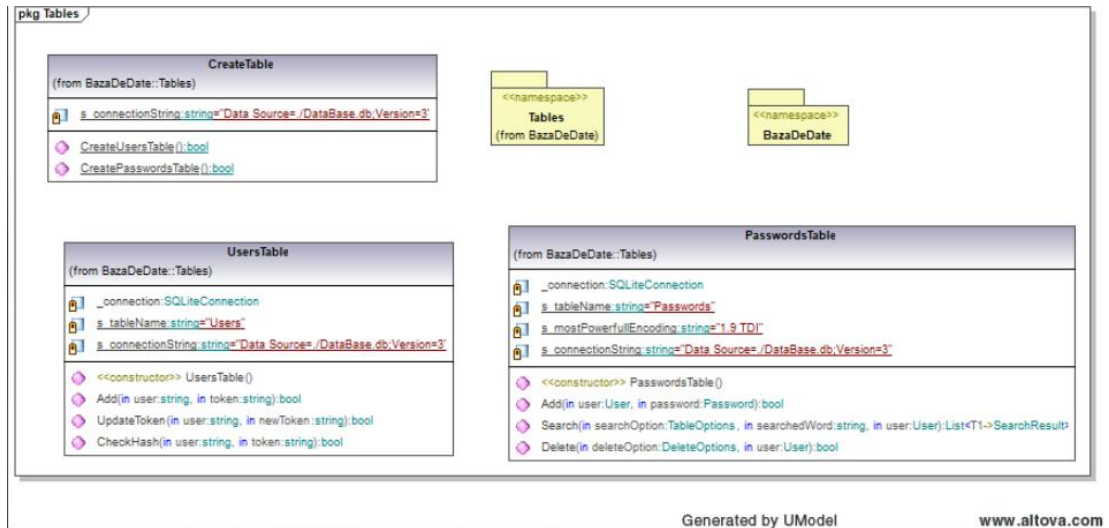 pkg Tables
CreateTable
(from BazaDeDate::Tables)
s_connectionString:string="Data Source=./DataBase.db;Version=3"
CreateUsersTable():bool
CreatePasswordsTable():bool
<<namespace>>
Tables
(from BazaDeDate)
<<namespace>>
BazaDeDate
UsersTable
(from BazaDeDate::Tables)
_connection:SQLiteConnection
s_tableName:string="Users"
s_connectionString:string="Data Source=./DataBase.db;Version=3"
<<constructor>> UsersTable()
Add(in user:string, in token:string):bool
UpdateToken(in user:string, in newToken:string):bool
CheckHash(in user:string, in token:string):bool
PasswordsTable
(from BazaDeDate::Tables)
_connection:SQLiteConnection
s_tableName:string="Passwords"
s_mostPowerfullEncoding:string="1.9 TDI"
s_connectionString:string="Data Source=./DataBase.db;Version=3"
<<constructor>> PasswordsTable()
Add(in user:User, in password:Password):bool
Search(in searchOption:TableOptions, in searchedWord:string, in user:User):List<T1->SearchResult>
Delete(in deleteOption:DeleteOptions, in user:User):bool
Generated by UModel
www.altova.com